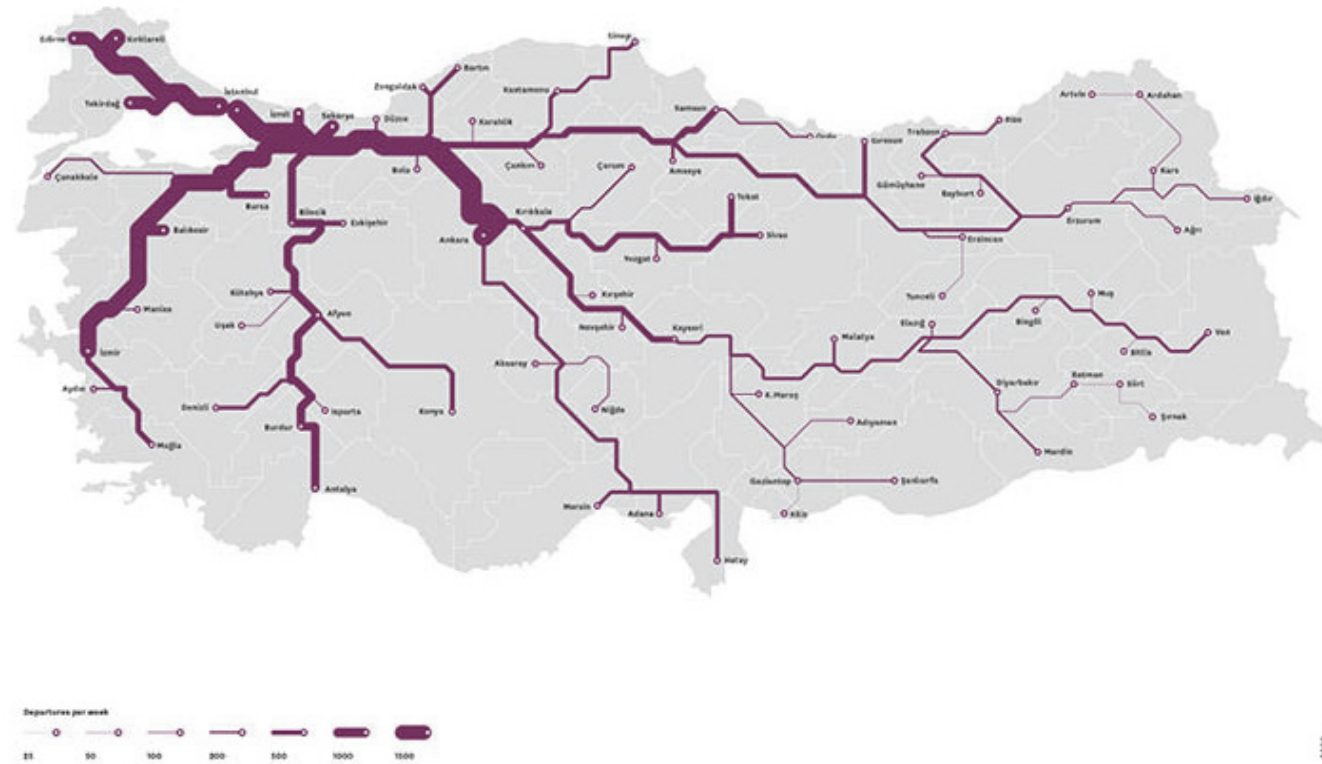 Edirne
Kırklareli
Tekirdağ
İstanbul
İzmit
Sakarya
Düzce
Zonguldak
Bartın
Kastamonu
Sinop
Karabük
Çankırı
Samsun
Ordu
Giresun
Trabzon
Rize
Artvin
Ardahan
Çanakkale
Bursa
Bilecik
Eskişehir
Bolu
Ankara
Kırıkkale
Çorum
Amasya
Tokat
Sivas
Yozgat
Gümüşhane
Bayburt
Erzincan
Erzurum
Kars
Iğdır
Ağrı
Balıkesir
Manisa
İzmir
Kütahya
Uşak
Afyon
Kırşehir
Nevşehir
Kayseri
Malatya
Elazığ
Tunceli
Bingöl
Muş
Bitlis
Van
Aydın
Muğla
Denizli
Isparta
Burdur
Antalya
Konya
Aksaray
Niğde
K.Maraş
Adıyaman
Diyarbakır
Batman
Siirt
Şırnak
Mardin
Gaziantep
Şanlıurfa
Kilis
Mersin
Adana
Hatay
Departures per week
25 50 100 200 500 1000 1500